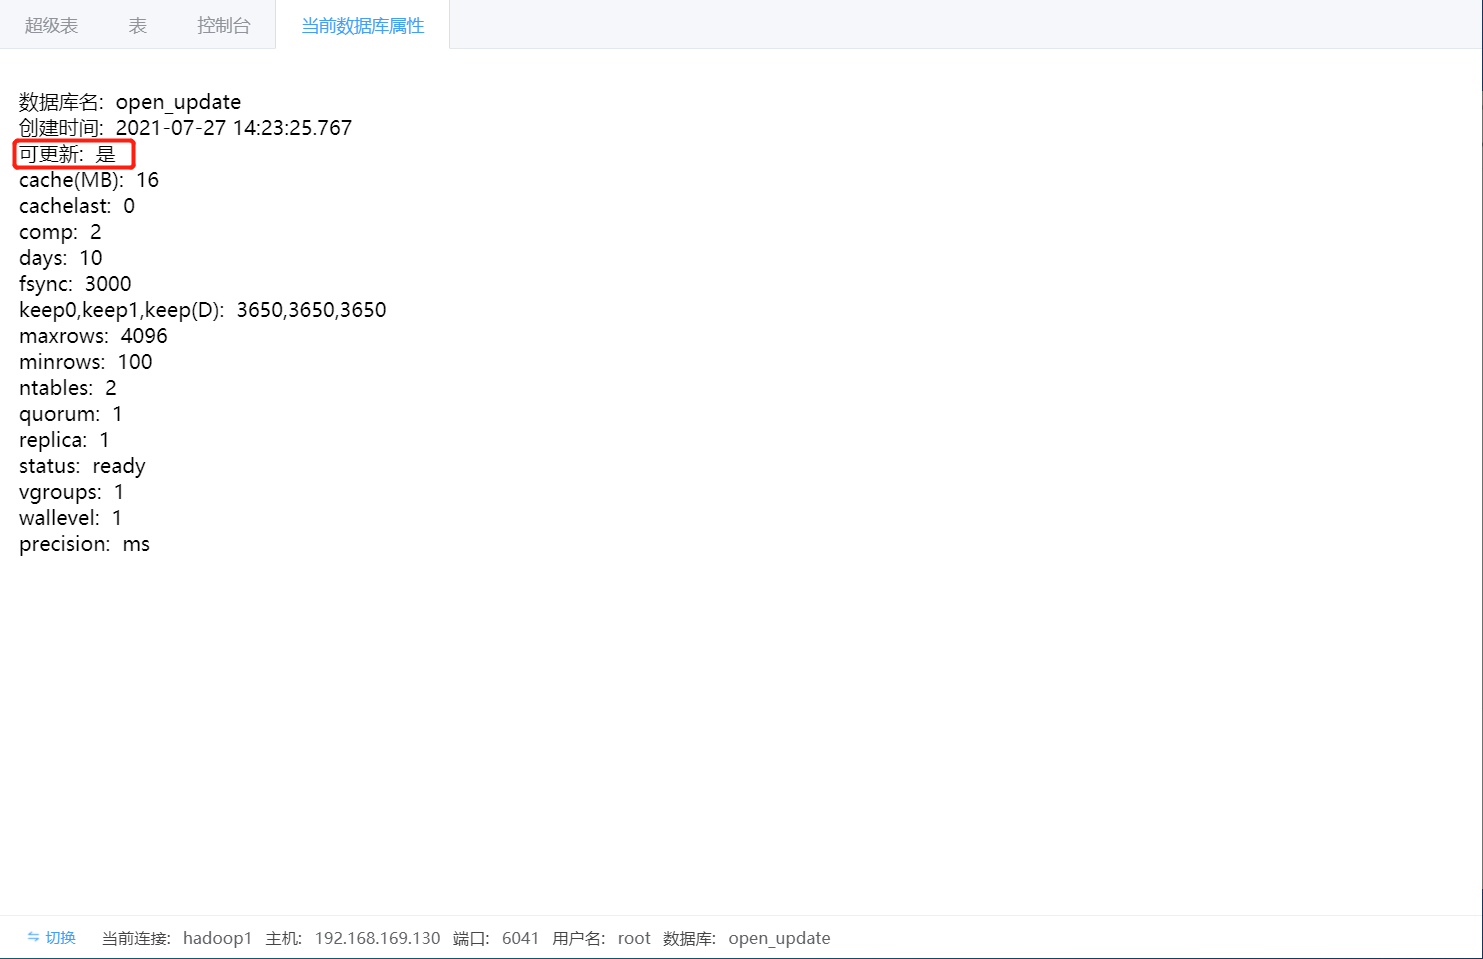 超级表 表 控制台 当前数据库属性
数据库名: open_update
创建时间: 2021-07-27 14:23:25.767
可更新: 是
cache(MB): 16
cachelast: 0
comp: 2
days: 10
fsync: 3000
keep0,keep1,keep(D): 3650,3650,3650
maxrows: 4096
minrows: 100
ntables: 2
quorum: 1
replica: 1
status: ready
vgroups: 1
wallevel: 1
precision: ms
切换 当前连接: hadoop1 主机: 192.168.169.130 端口: 6041 用户名: root 数据库: open_update